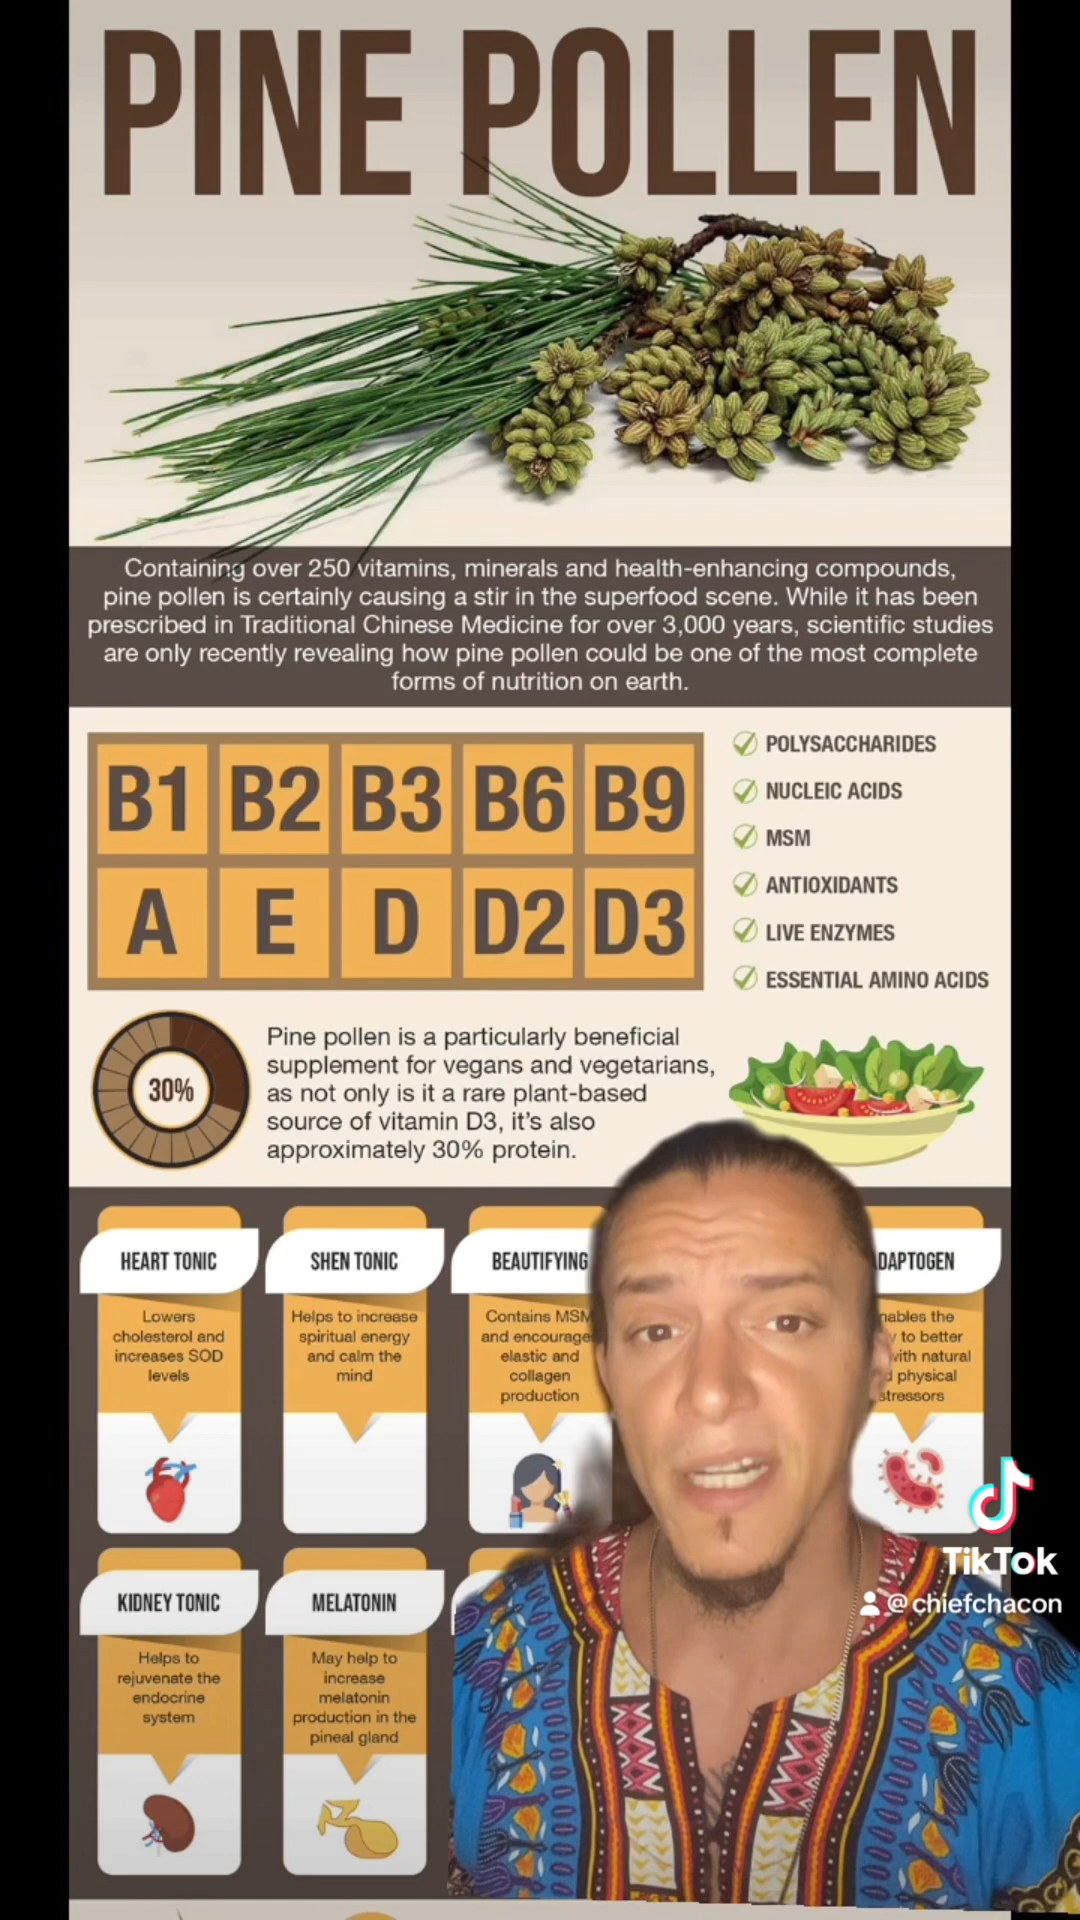 PINE POLLEN
Containing over 250 vitamins, minerals and health-enhancing compounds,
pine pollen is certainly causing a stir in the superfood scene. While it has been
prescribed in Traditional Chinese Medicine for over 3,000 years, scientific studies
are only recently revealing how pine pollen could be one of the most complete
forms of nutrition on earth.
B1 B2 B3 B6 B9
A E D D2 D3
POLYSACCHARIDES
NUCLEIC ACIDS
MSM
ANTIOXIDANTS
LIVE ENZYMES
ESSENTIAL AMINO ACIDS
30%
Pine pollen is a particularly beneficial
supplement for vegans and vegetarians,
as not only is it a rare plant-based
source of vitamin D3, it's also
approximately 30% protein.
HEART TONIC
Lowers
cholesterol and
increases SOD
levels
SHEN TONIC
Helps to increase
spiritual energy
and calm the
mind
BEAUTIFYING
Contains MSM
and encourage
elastic and
collagen
production
DAPTOGEN
nables the
y to better
with natural
d physical
stressors
KIDNEY TONIC
Helps to
rejuvenate the
endocrine
system
MELATONIN
May help to
increase
melatonin
production in the
pineal gland
TikTok
@chiefchacon